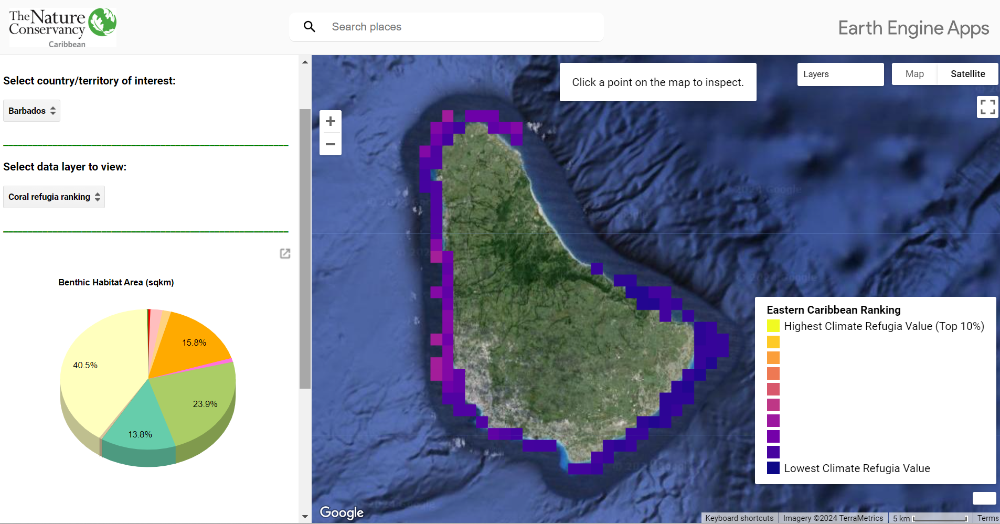 The Nature
Conservancy
Caribbean
Search places
Earth Engine Apps
Select country/territory of interest:
Barbados
Select data layer to view:
Coral refugia ranking
Benthic Habitat Area (sqkm)
15.8%
40.5%
23.9%
13.8%
Click a point on the map to inspect.
Layers
Map
Satellite
+
−
Eastern Caribbean Ranking
Highest Climate Refugia Value (Top 10%)
Lowest Climate Refugia Value
Google
Keyboard shortcuts
Imagery ©2024 TerraMetrics
5 km
Terms